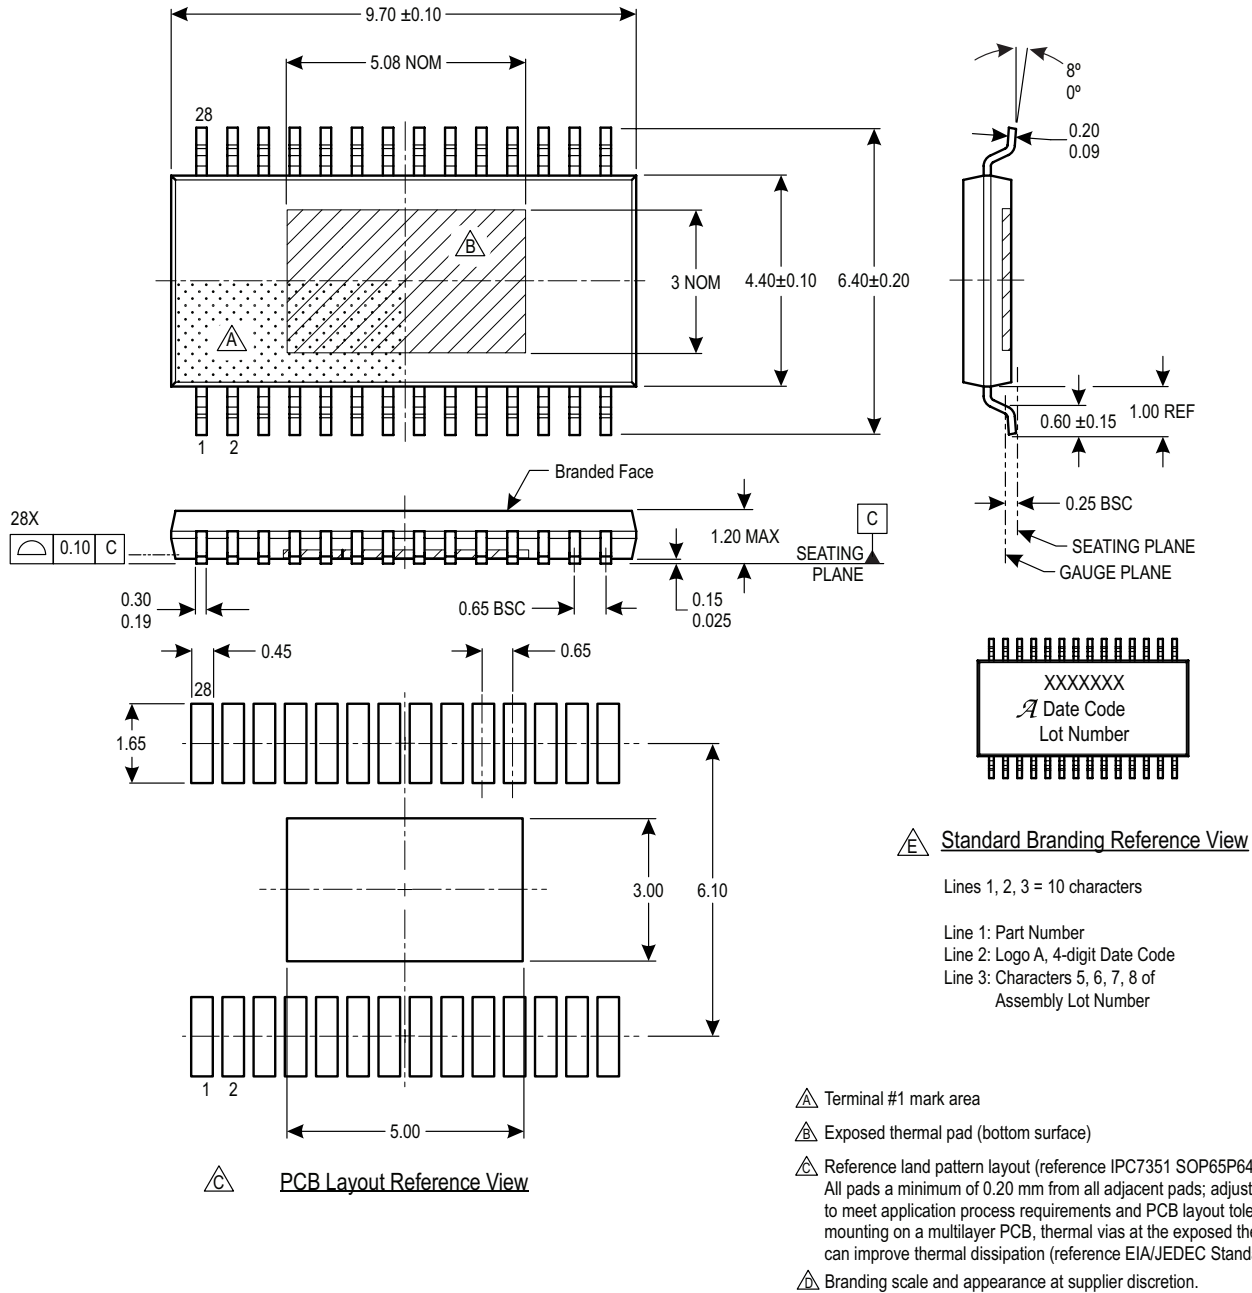 9.70 ±0.10
5.08 NOM
28
8º
0º
0.20
0.09
B
3 NOM
4.40±0.10
6.40±0.20
A
1.00 REF
0.60 ±0.15
1 2
Branded Face
0.25 BSC
28X
0.10 C
1.20 MAX
C
SEATING
PLANE
SEATING PLANE
GAUGE PLANE
0.30
0.19
0.65 BSC
0.15
0.025
0.45
0.65
28
1.65
XXXXXXX
A Date Code
Lot Number
E Standard Branding Reference View
3.00
6.10
Lines 1, 2, 3 = 10 characters
Line 1: Part Number
Line 2: Logo A, 4-digit Date Code
Line 3: Characters 5, 6, 7, 8 of
Assembly Lot Number
1 2
5.00
C PCB Layout Reference View
A Terminal #1 mark area
B Exposed thermal pad (bottom surface)
C Reference land pattern layout (reference IPC7351 SOP65P64
All pads a minimum of 0.20 mm from all adjacent pads; adjust
to meet application process requirements and PCB layout tole
mounting on a multilayer PCB, thermal vias at the exposed the
can improve thermal dissipation (reference EIA/JEDEC Stand
D Branding scale and appearance at supplier discretion.